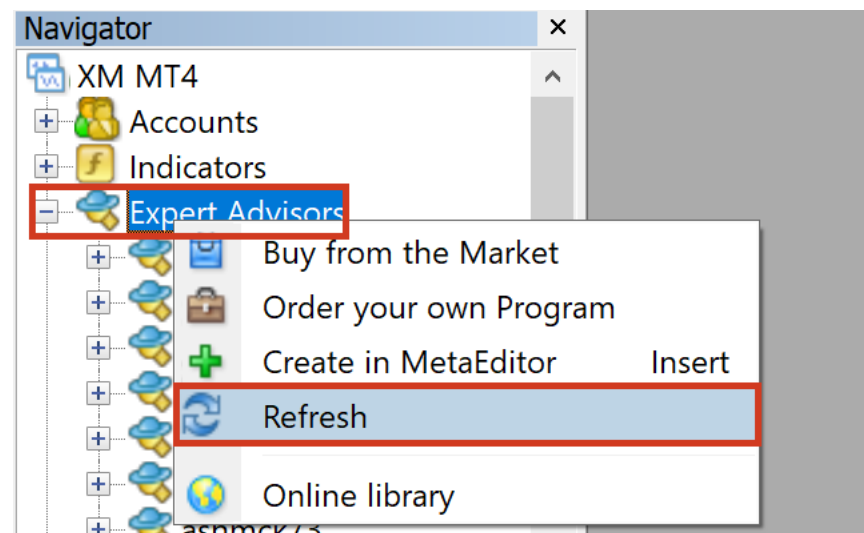 Navigator
XM MT4
Accounts
Indicators
Expert Advisors
Buy from the Market
Order your own Program
Create in MetaEditor Insert
Refresh
Online library